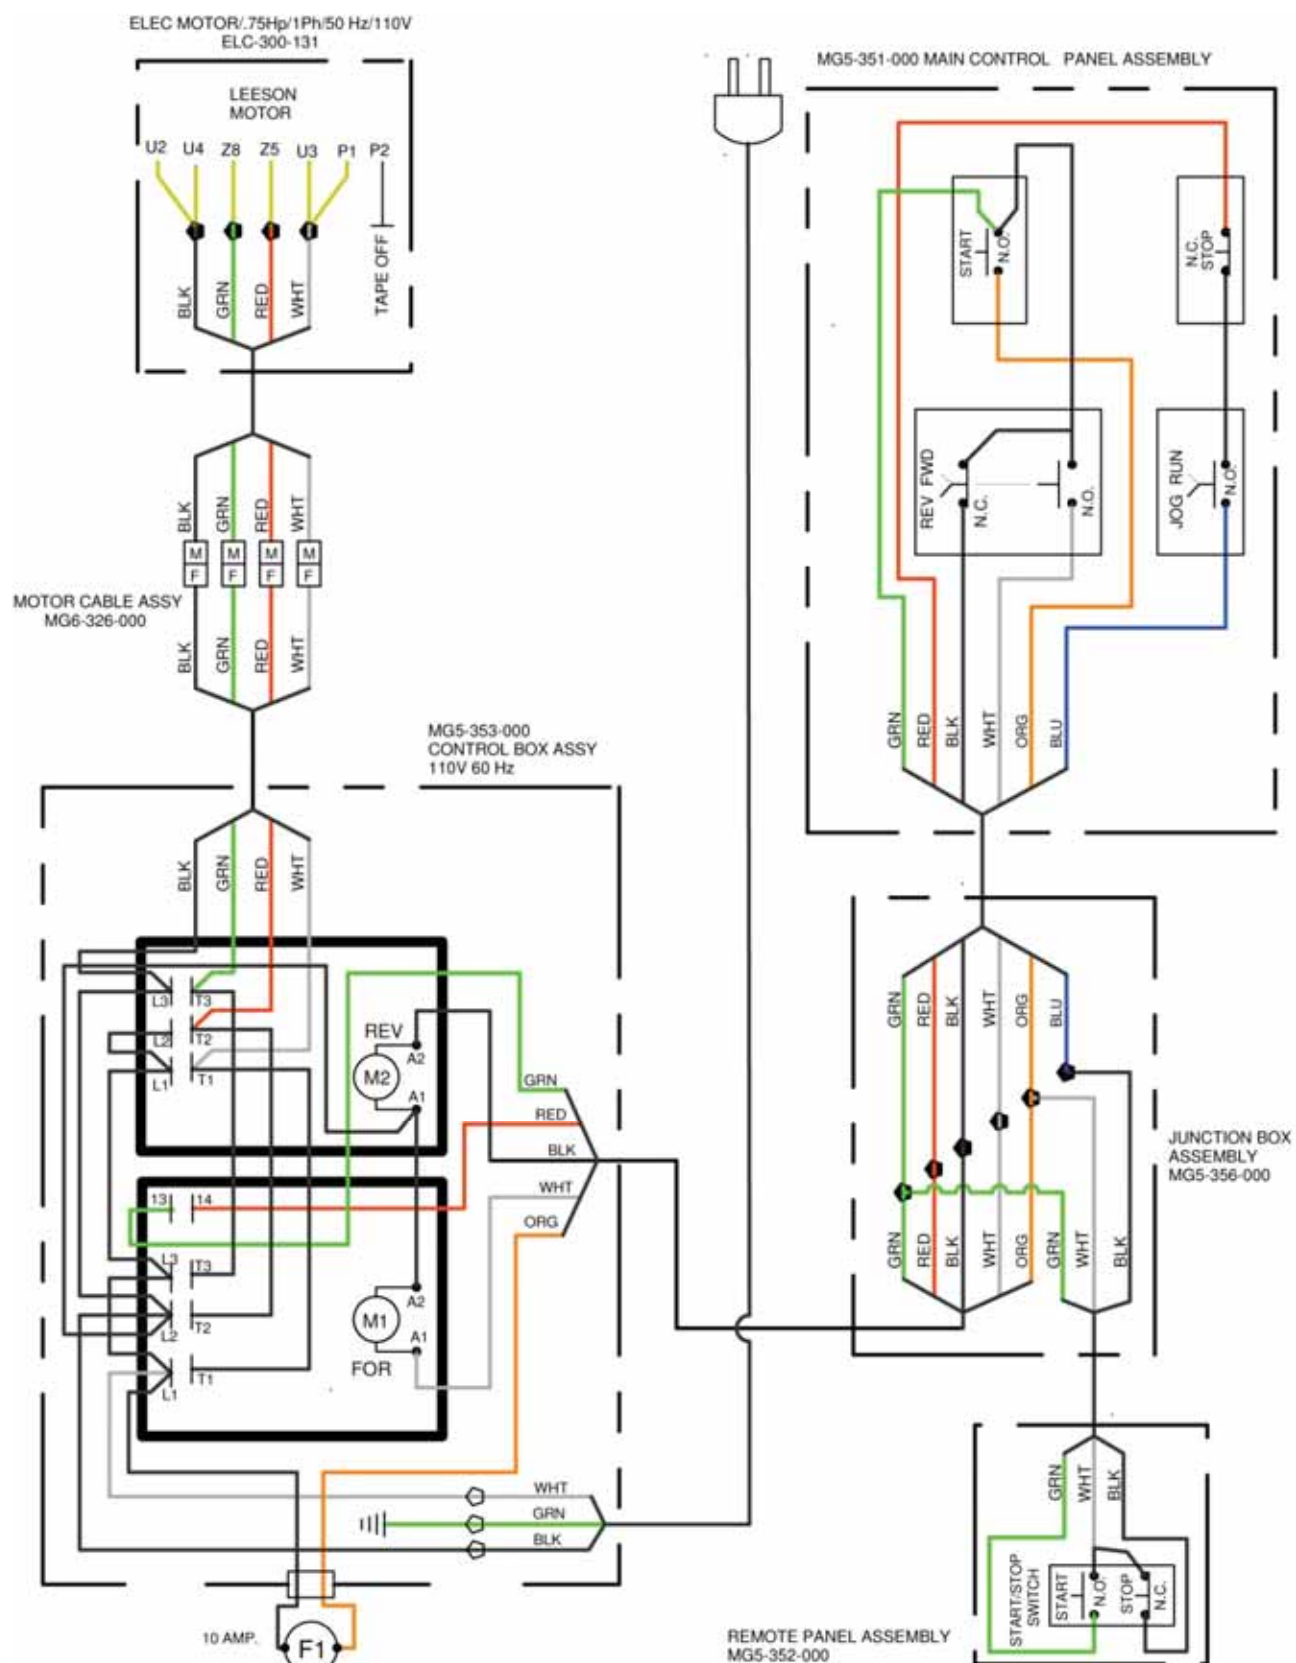 ELEC MOTOR/.75Hp/1Ph/50 Hz/110V
ELC-300-131
LEESON
MOTOR
U2 U4 Z8 Z5 U3 P1 P2
BLK GRN RED WHT TAPE OFF
BLK GRN RED WHT
M M M M
F F F F
MOTOR CABLE ASSY
MG6-326-000
BLK GRN RED WHT
MG5-353-000
CONTROL BOX ASSY
110V 60 Hz
BLK GRN RED WHT
L3 T3
L2 T2
L1 T1
REV
M2
A2
A1
GRN
RED
BLK
WHT
ORG
13 14
L3 T3
L2 T2
L1 T1
M1
A2
A1
FOR
WHT
GRN
BLK
10 AMP.
F1
MG5-351-000 MAIN CONTROL PANEL ASSEMBLY
START
N.O.
N.C.
STOP
REV FWD
N.C.
N.O.
JOG RUN
N.O.
GRN RED BLK WHT ORG BLU
GRN RED BLK WHT ORG BLU
JUNCTION BOX
ASSEMBLY
MG5-356-000
GRN RED BLK WHT ORG GRN WHT BLK
GRN WHT BLK
START/STOP
SWITCH
START
N.O.
STOP
N.C.
REMOTE PANEL ASSEMBLY
MG5-352-000